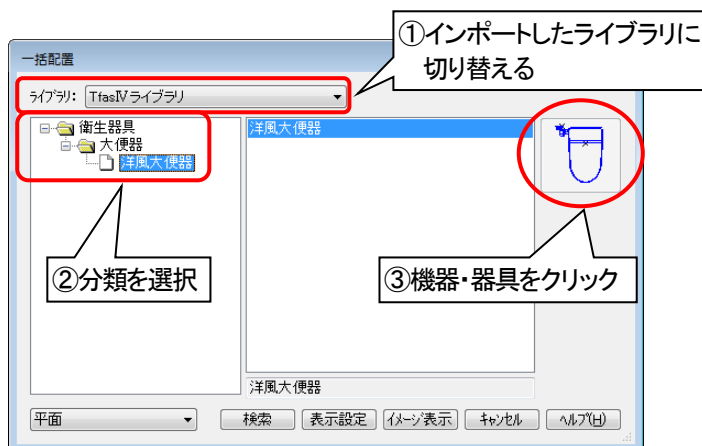 ①インポートしたライブラリに
切り替える
一括配置
ライブラリ: TfasⅣライブラリ
衛生器具
大便器
洋風大便器
洋風大便器
②分類を選択
③機器・器具をクリック
洋風大便器
平面
検索
表示設定
イメージ表示
キャンセル
ヘルプ(H)